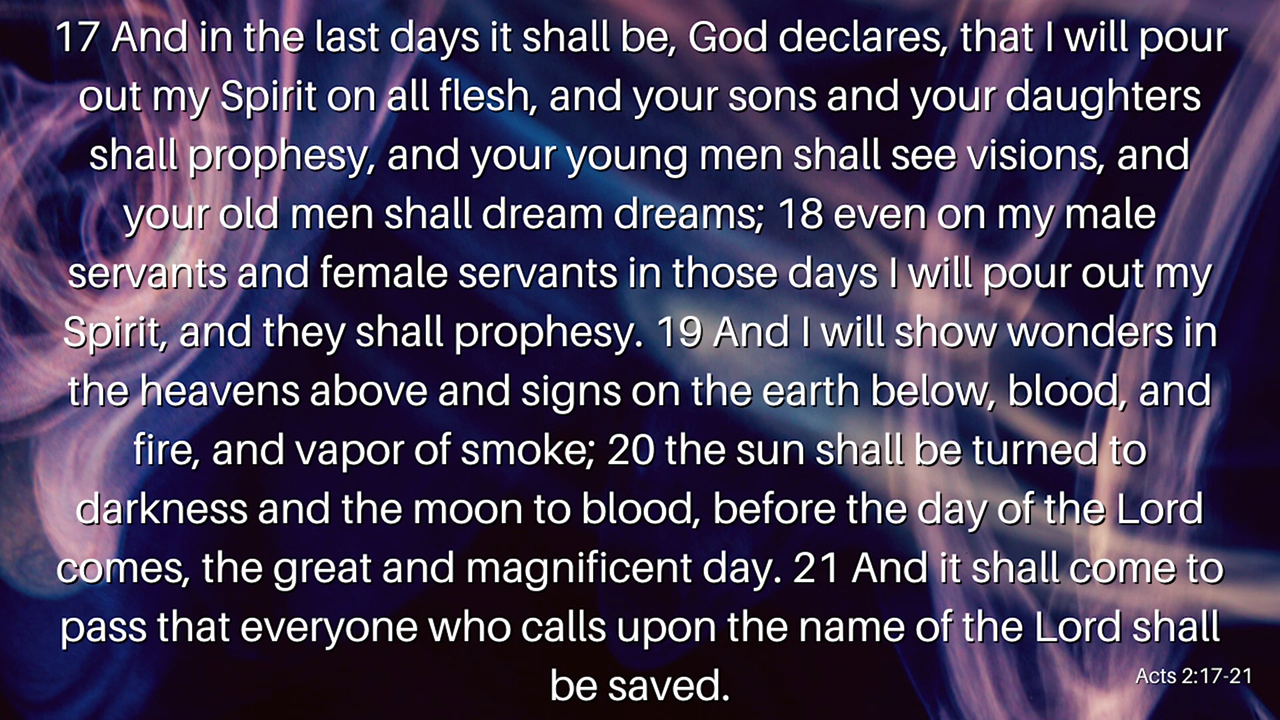 17 And in the last days it shall be, God declares, that I will pour
out my Spirit on all flesh, and your sons and your daughters
shall prophesy, and your young men shall see visions, and
your old men shall dream dreams; 18 even on my male
servants and female servants in those days I will pour out my
Spirit, and they shall prophesy. 19 And I will show wonders in
the heavens above and signs on the earth below, blood, and
fire, and vapor of smoke; 20 the sun shall be turned to
darkness and the moon to blood, before the day of the Lord
comes, the great and magnificent day. 21 And it shall come to
pass that everyone who calls upon the name of the Lord shall
be saved.
Acts 2:17-21